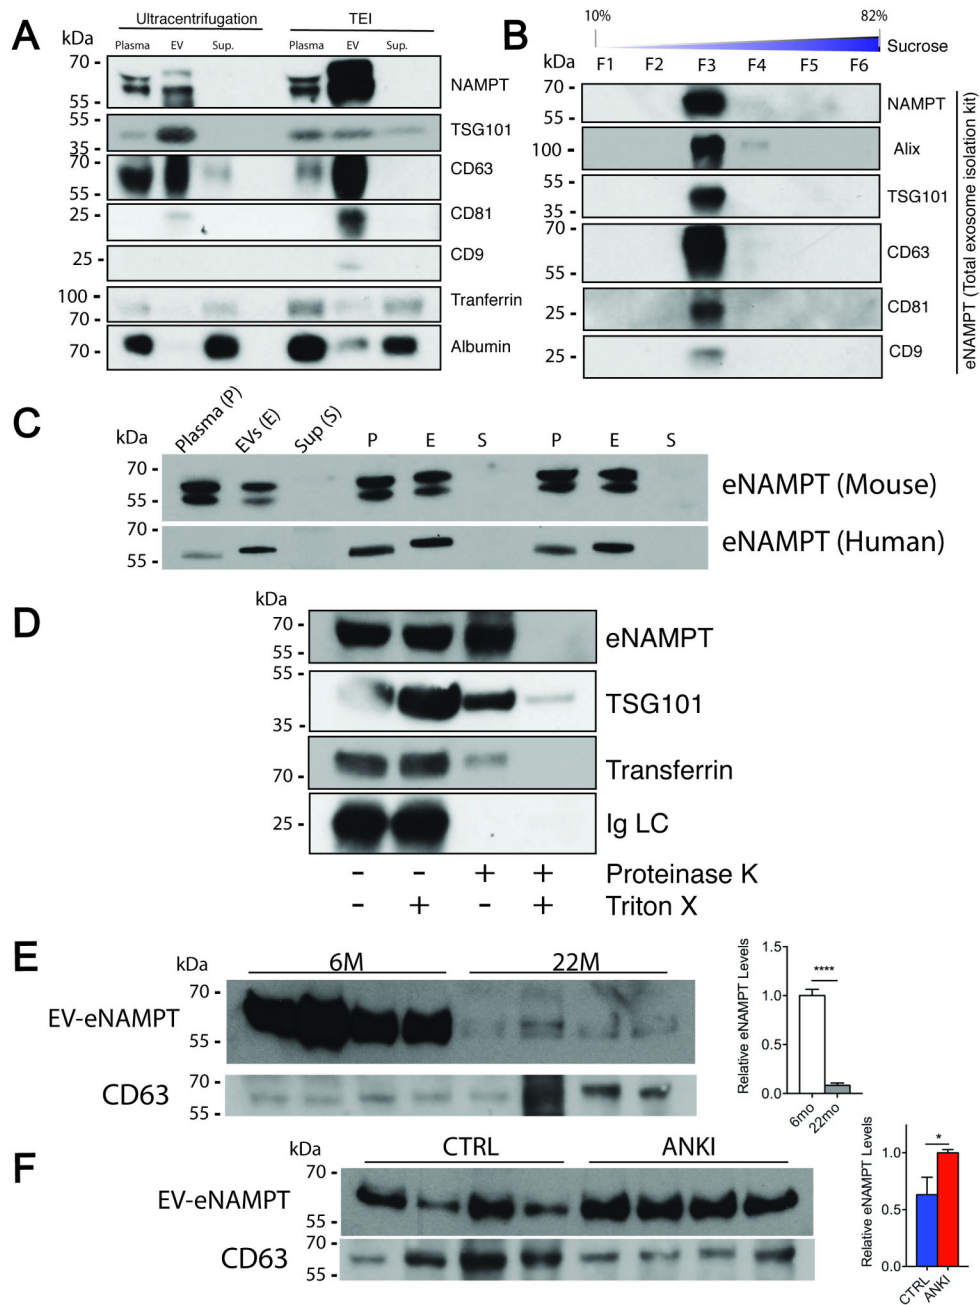 A
Ultracentrifugation TEI
kDa Plasma EV Sup. Plasma EV Sup.
70 -
55 -
NAMPT
55 -
35 -
TSG101
70 -
55 -
CD63
25 -
CD81
25 -
CD9
100 -
70 -
Tranferrin
70 -
Albumin
B
10% 82%
Sucrose
kDa F1 F2 F3 F4 F5 F6
70 -
55 -
NAMPT
100 -
Alix
55 -
35 -
TSG101
70 -
55 -
CD63
25 -
CD81
25 -
CD9
eNAMPT (Total exosome isolation kit)
C
kDa Plasma (P) EVs (E) Sup (S) P E S P E S
70 -
55 -
eNAMPT (Mouse)
70 -
55 -
eNAMPT (Human)
D
kDa
70 -
55 -
eNAMPT
55 -
35 -
TSG101
70 -
Transferrin
25 -
Ig LC
- - + + Proteinase K
- + - + Triton X
E
kDa 6M 22M
70 -
55 -
EV-eNAMPT
70 -
55 -
CD63
Relative eNAMPT Levels
1.5
1.0
0.5
0.0
****
6mo 22mo
F
kDa CTRL ANKI
70 -
55 -
EV-eNAMPT
70 -
55 -
CD63
Relative eNAMPT Levels
1.0
0.5
0.0
*
CTRL ANKI